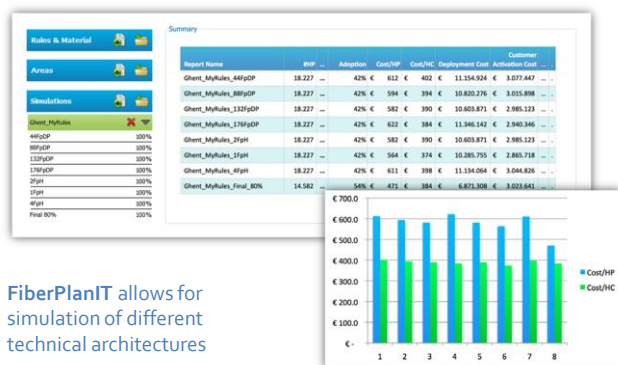 Summary
Rules & Material
Areas
Simulations
Ghent_MyRules
44FpDP 100%
88FpDP 100%
132FpDP 100%
176FpDP 100%
2FpH 100%
1FpH 100%
4FpH 100%
Final 80% 100%
Customer
Report Name #HP ... Adoption Cost/HP Cost/HC Deployment Cost Activation Cost ... .
Ghent_MyRules_44FpDP 18.227 ... 42% € 612 € 402 € 11.154.924 € 3.077.447 ... .
Ghent_MyRules_88FpDP 18.227 ... 42% € 594 € 394 € 10.820.276 € 3.015.898 ... .
Ghent_MyRules_132FpDP 18.227 ... 42% € 582 € 390 € 10.603.871 € 2.985.123 ... .
Ghent_MyRules_176FpDP 18.227 ... 42% € 622 € 384 € 11.346.142 € 2.940.346 ... .
Ghent_MyRules_2FpH 18.227 ... 42% € 582 € 390 € 10.603.871 € 2.985.123 ... .
Ghent_MyRules_1FpH 18.227 ... 42% € 564 € 374 € 10.285.755 € 2.865.718 ... .
Ghent_MyRules_4FpH 18.227 ... 42% € 611 € 398 € 11.134.064 € 3.044.826 ... .
Ghent_MyRules_Final_80% 14.582 ... 54% € 471 € 384 € 6.871.308 € 3.023.641 ... .
€ 700.0
€ 600.0
€ 500.0
€ 400.0
€ 300.0
€ 200.0
€ 100.0
€ -
1 2 3 4 5 6 7 8
Cost/HP
Cost/HC
FiberPlanIT allows for
simulation of different
technical architectures